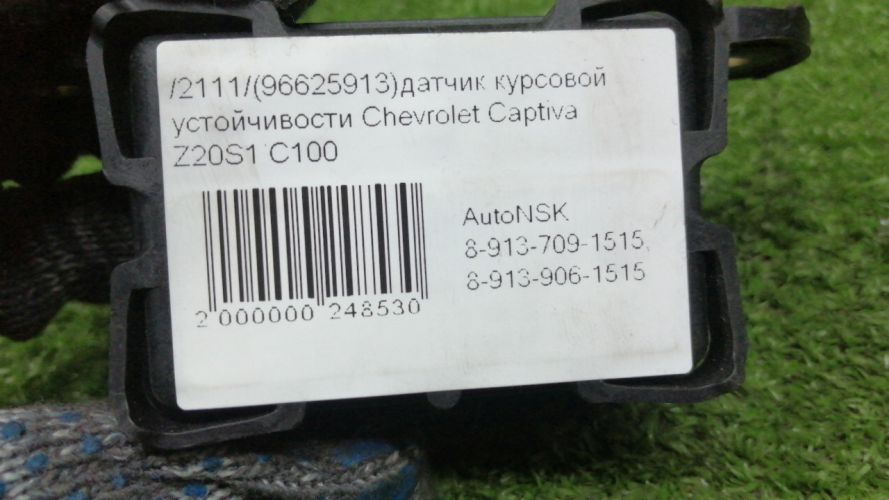 /2111/(96625913)датчик курсовой
устойчивости Chevrolet Captiva
Z20S1 C100
AutoNSK
8-913-709-1515,
8-913-906-1515
2 000000 248530